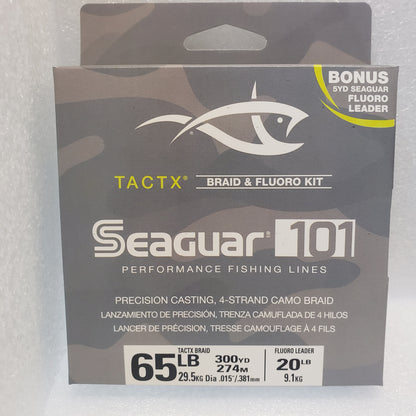 BONUS
5YD SEAGUAR
FLUORO
LEADER
TACTX® BRAID & FLUORO KIT
SEAGUAR® 101
PERFORMANCE FISHING LINES
PRECISION CASTING, 4-STRAND CAMO BRAID
LANZAMIENTO DE PRECISIÓN, TRENZA CAMUFLADA DE 4 HILOS
LANCER DE PRÉCISION, TRESSE CAMOUFLAGE À 4 FILS
65LB
TACTX BRAID
300YD
274M
29.5KG Dia .015"/.381mm
FLUORO LEADER
20LB
9.1KG